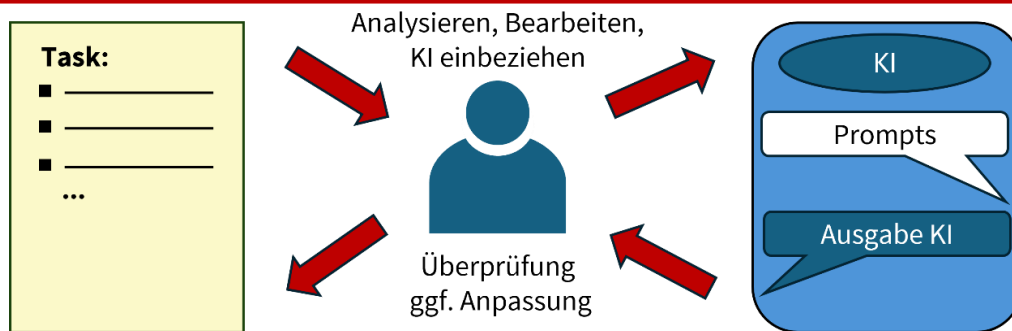 Task:
...
Analysieren, Bearbeiten,
KI einbeziehen
Überprüfung
ggf. Anpassung
KI
Prompts
Ausgabe KI